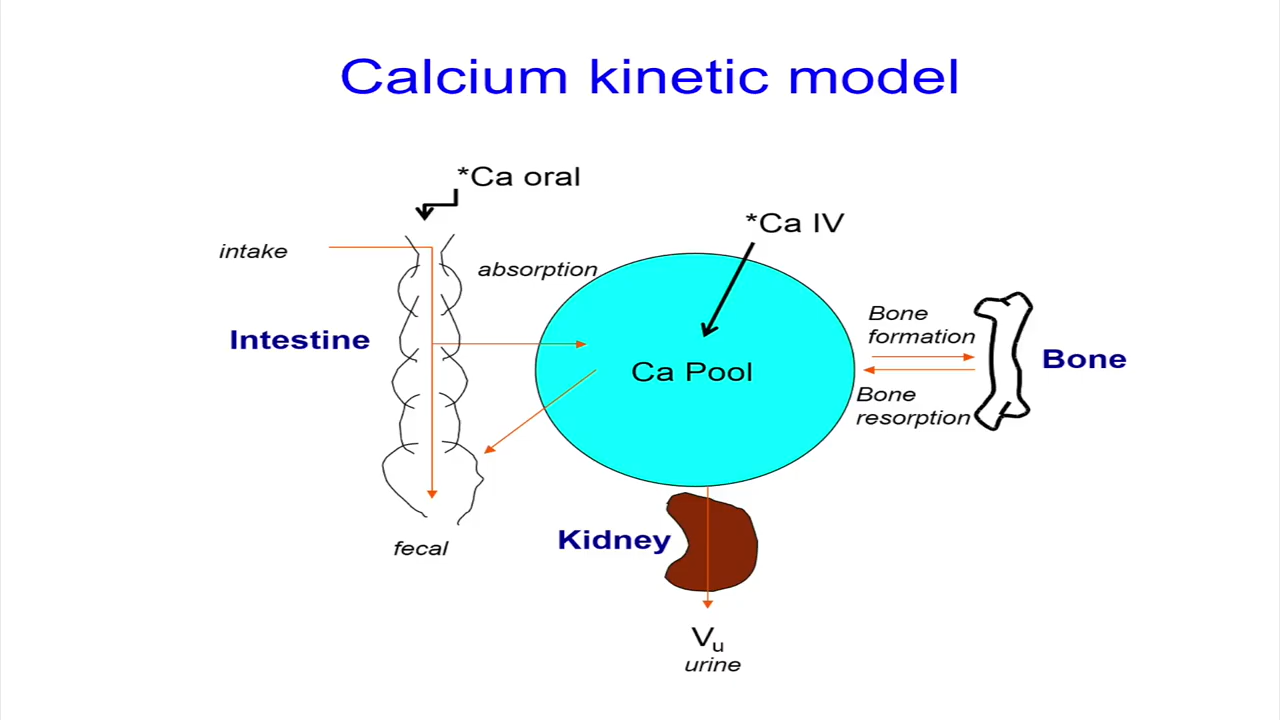 Calcium kinetic model
*Ca oral
*Ca IV
intake
absorption
Intestine
Ca Pool
Bone
formation
Bone
Bone
resorption
Kidney
fecal
Vu
urine